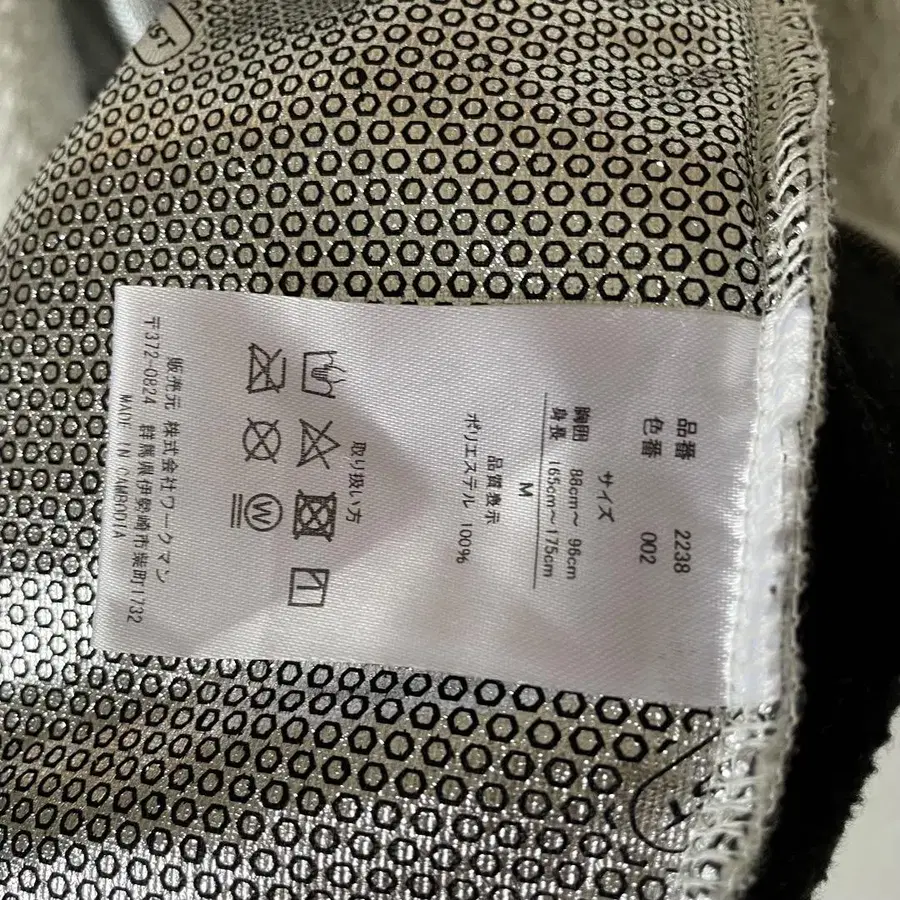 品番 2238
色番 002
サイズ
胸囲 88cm～ 96cm
身長 165cm～175cm
M
品質表示
ポリエステル 100%
取り扱い方
W
販売元 株式会社ワークマン
〒372-0824 群馬県伊勢崎市柴町1732
MADE IN CAMBODIA
ST